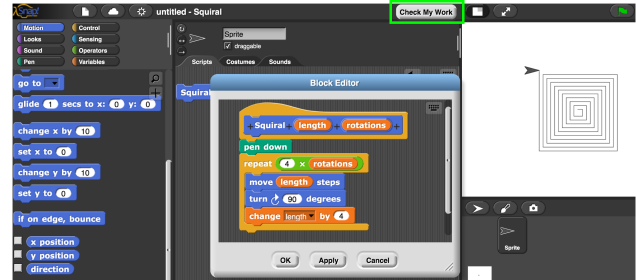 Snap!
untitled - Squiral
Check My Work
Motion
Control
Looks
Sensing
Sound
Operators
Pen
Variables
Sprite
draggable
Scripts
Costumes
Sounds
go to
glide 1 secs to x: 0 y: 0
change x by 10
set x to 0
change y by 10
set y to 0
if on edge, bounce
x position
y position
direction
Squiral
Block Editor
+ Squiral + length + rotations +
pen down
repeat 4 x rotations
move length steps
turn 90 degrees
change length by 4
OK
Apply
Cancel
Sprite